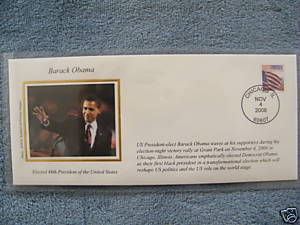 Barack Obama
CHICAGO, IL
NOV
4
2008
60607
US President-elect Barack Obama waves at his supporters during his
election-night victory rally at Grant Park on November 4, 2008 in
Chicago, Illinois. Americans emphatically elected Democrat Obama
as their first black president in a transformational election which will
reshape US politics and the US role on the world stage.
Elected 44th President of the United States